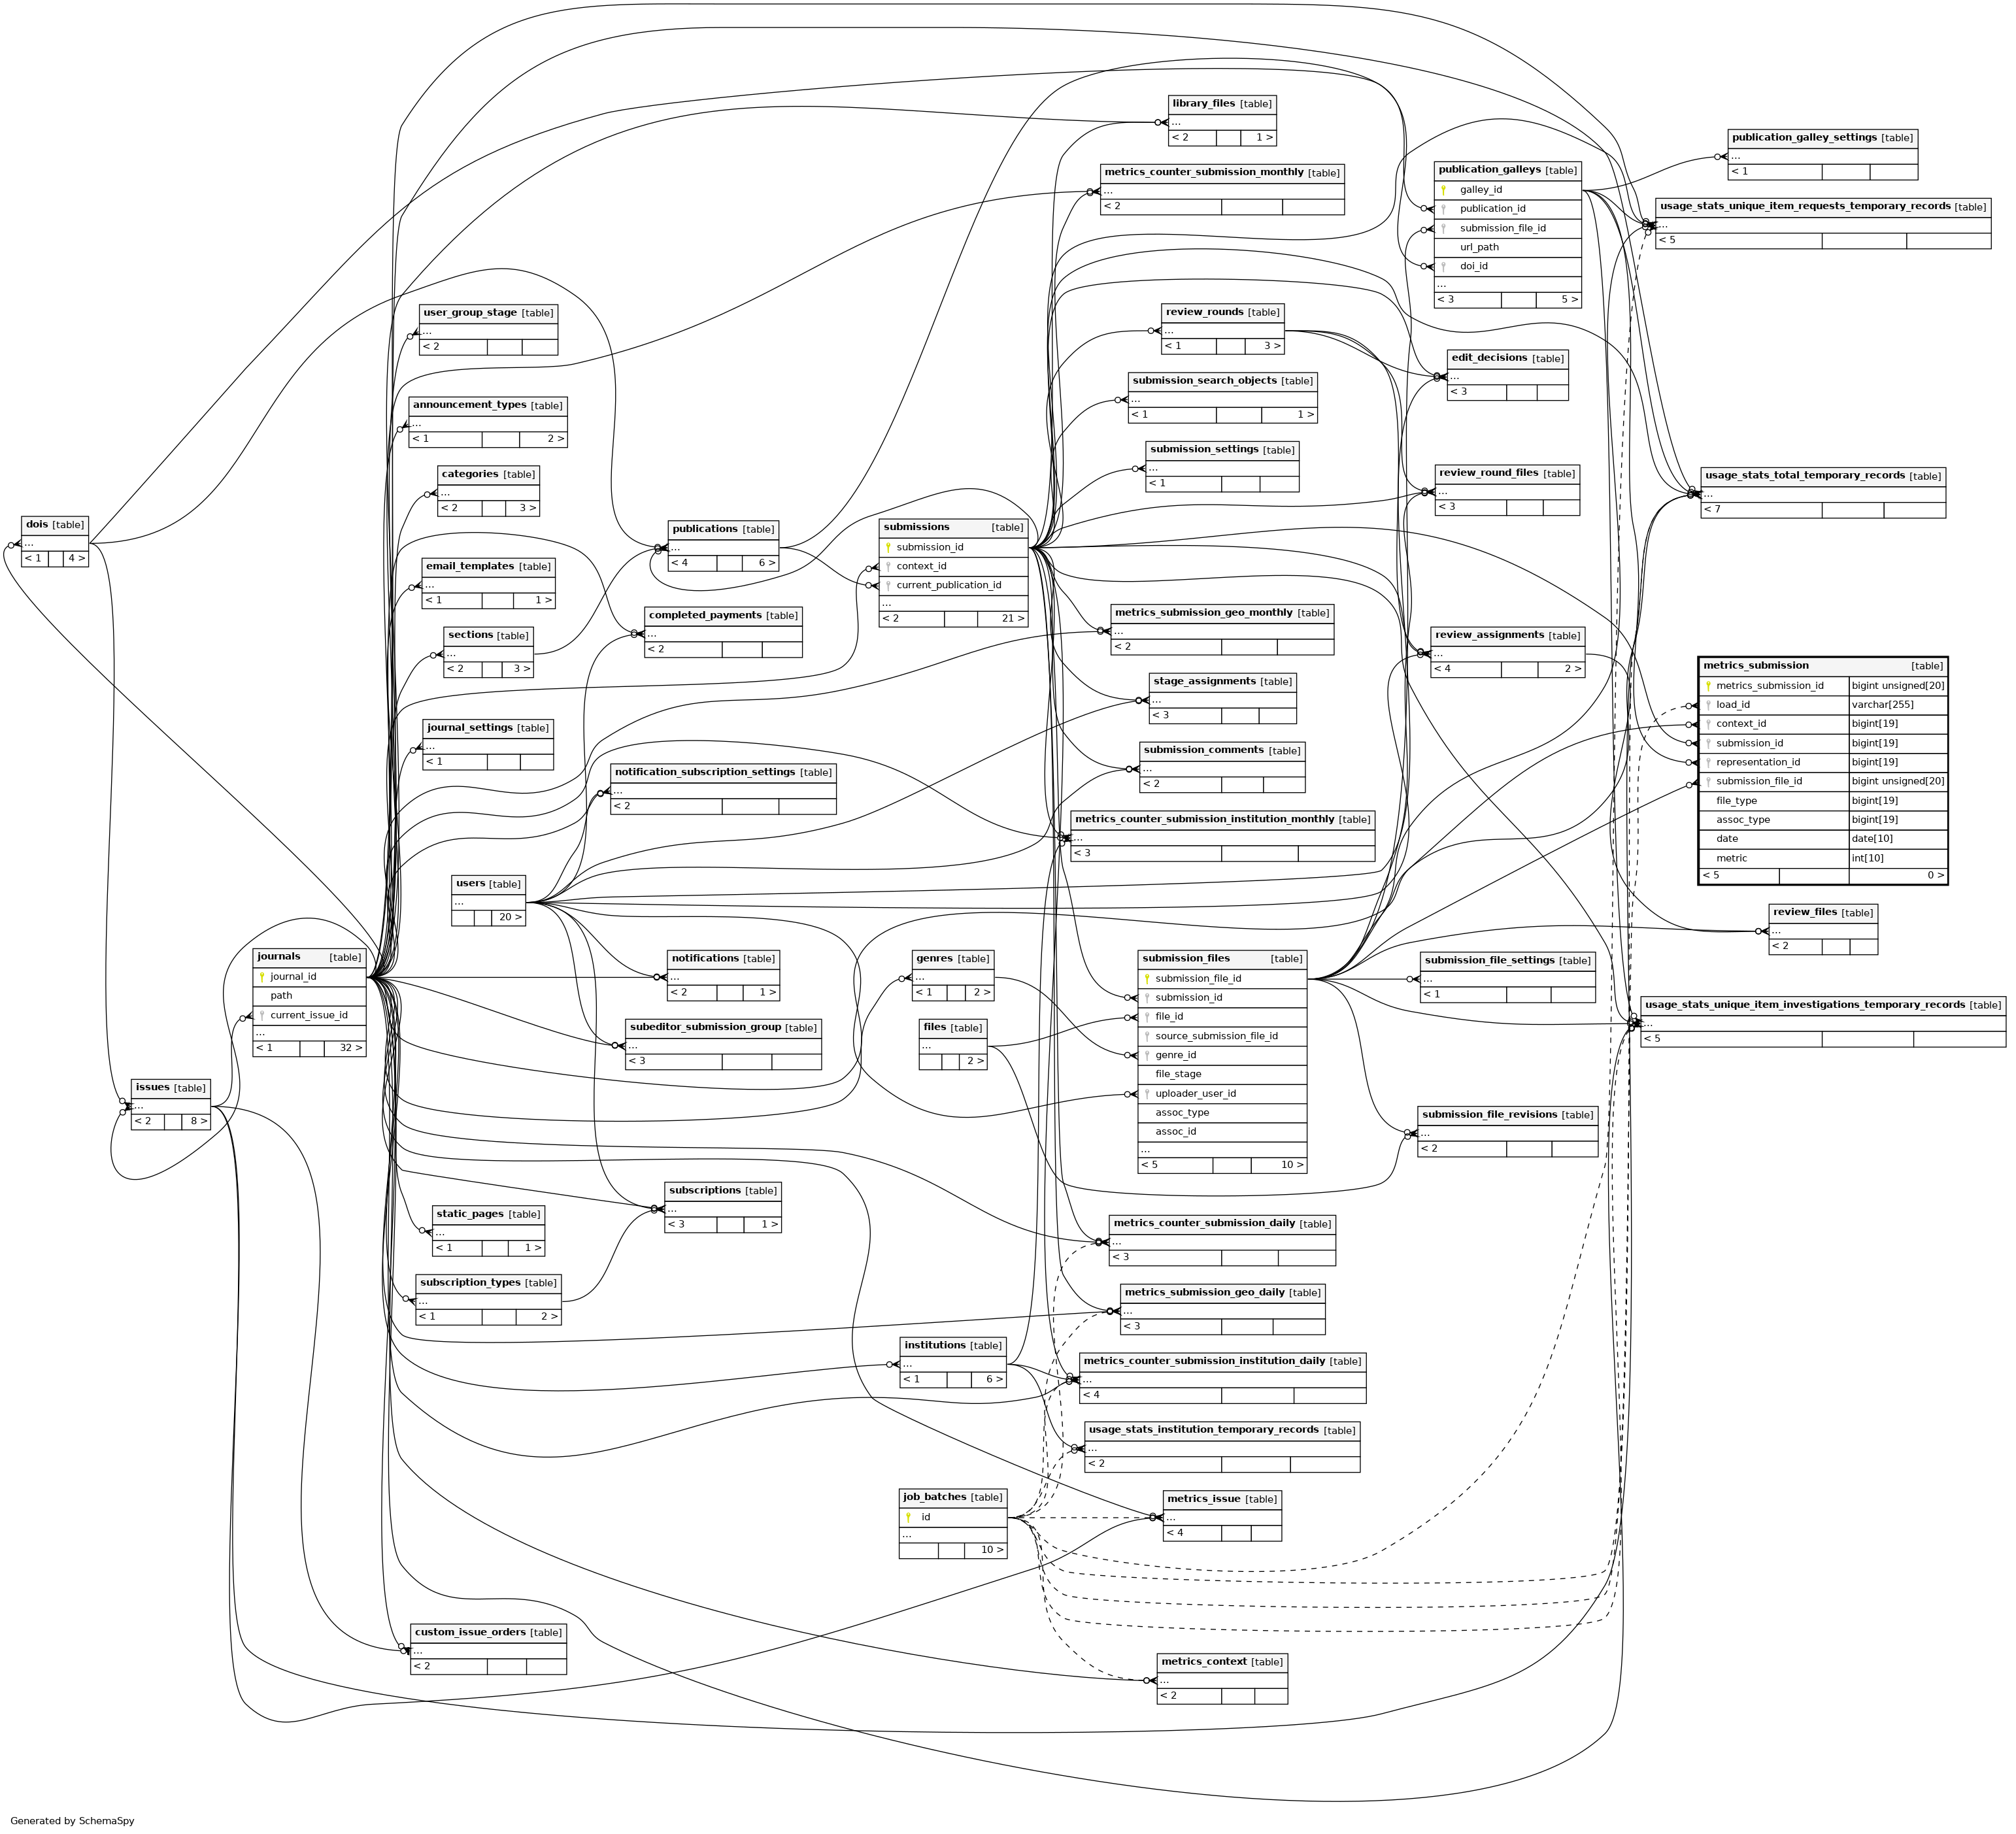 library_files [table]
...
< 2 1 >
metrics_counter_submission_monthly [table]
...
< 2
publication_galleys [table]
galley_id
publication_id
submission_file_id
url_path
doi_id
...
< 3 5 >
publication_galley_settings [table]
...
< 1
usage_stats_unique_item_requests_temporary_records [table]
...
< 5
user_group_stage [table]
...
< 2
review_rounds [table]
...
< 1 3 >
edit_decisions [table]
...
< 3
announcement_types [table]
...
< 1 2 >
submission_search_objects [table]
...
< 1 1 >
categories [table]
...
< 2 3 >
submission_settings [table]
...
< 1
review_round_files [table]
...
< 3
usage_stats_total_temporary_records [table]
...
< 7
dois [table]
...
< 1 4 >
publications [table]
...
< 4 6 >
submissions [table]
submission_id
context_id
current_publication_id
...
< 2 21 >
email_templates [table]
...
< 1 1 >
completed_payments [table]
...
< 2
metrics_submission_geo_monthly [table]
...
< 2
sections [table]
...
< 2 3 >
review_assignments [table]
...
< 4 2 >
metrics_submission [table]
metrics_submission_id bigint unsigned[20]
load_id varchar[255]
context_id bigint[19]
submission_id bigint[19]
representation_id bigint[19]
submission_file_id bigint unsigned[20]
file_type bigint[19]
assoc_type bigint[19]
date date[10]
metric int[10]
< 5 0 >
stage_assignments [table]
...
< 3
journal_settings [table]
...
< 1
submission_comments [table]
...
< 2
notification_subscription_settings [table]
...
< 2
metrics_counter_submission_institution_monthly [table]
...
< 3
users [table]
...
20 >
review_files [table]
...
< 2
journals [table]
journal_id
path
current_issue_id
...
< 1 32 >
notifications [table]
...
< 2 1 >
genres [table]
...
< 1 2 >
submission_files [table]
submission_file_id
submission_id
file_id
source_submission_file_id
genre_id
file_stage
uploader_user_id
assoc_type
assoc_id
...
< 5 10 >
submission_file_settings [table]
...
< 1
usage_stats_unique_item_investigations_temporary_records [table]
...
< 5
subeditor_submission_group [table]
...
< 3
files [table]
...
2 >
issues [table]
...
< 2 8 >
submission_file_revisions [table]
...
< 2
subscriptions [table]
...
< 3 1 >
static_pages [table]
...
< 1 1 >
metrics_counter_submission_daily [table]
...
< 3
subscription_types [table]
...
< 1 2 >
metrics_submission_geo_daily [table]
...
< 3
institutions [table]
...
< 1 6 >
metrics_counter_submission_institution_daily [table]
...
< 4
usage_stats_institution_temporary_records [table]
...
< 2
job_batches [table]
id
...
10 >
metrics_issue [table]
...
< 4
custom_issue_orders [table]
...
< 2
metrics_context [table]
...
< 2
Generated by SchemaSpy